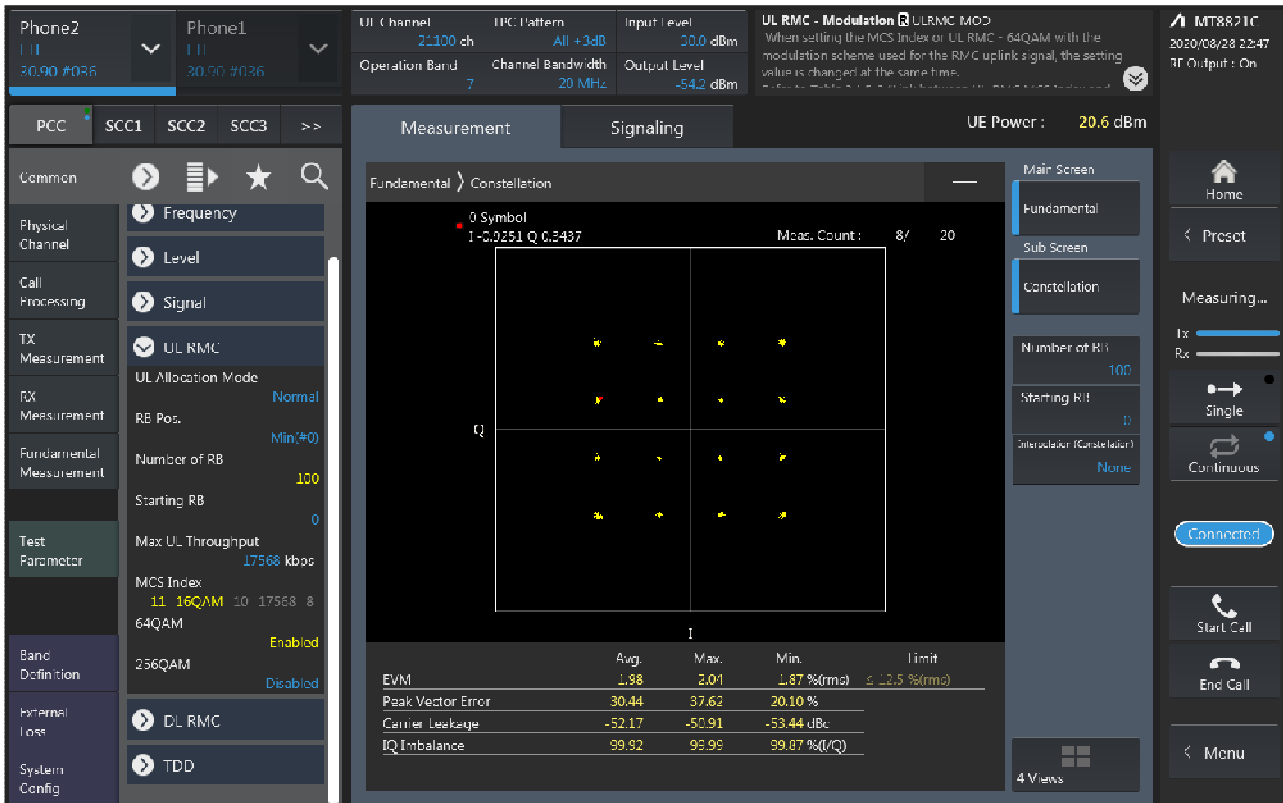 Phone2
30.90 #036
Phone1
30.90 #036
UL Channel
21100 ch
TPC Pattern
All +3dB
Input Level
30.0 dBm
Operation Band
7
Channel Bandwidth
20 MHz
Output Level
-54.2 dBm
UL RMC - Modulation R ULRMC_MOD
When setting the MCS Index or UL RMC - 64QAM with the
modulation scheme used for the RMC uplink signal, the setting
value is changed at the same time.
MT8821C
2020/08/28 22:47
RF Output : On
PCC
SCC1
SCC2
SCC3
>>
Measurement
Signaling
UE Power :
20.6 dBm
Common
Physical
Channel
Call
Processing
TX
Measurement
RX
Measurement
Fundamental
Measurement
Test
Parameter
Band
Definition
External
Loss
System
Config
Frequency
Level
Signal
UL RMC
UL Allocation Mode
Normal
RB Pos.
Min(#0)
Number of RB
100
Starting RB
0
Max UL Throughput
17568 kbps
MCS Index
11 16QAM 10 17568 8
64QAM
Enabled
256QAM
Disabled
DL RMC
TDD
Fundamental
Constellation
0 Symbol
Meas. Count : 8/ 20
Q
I
Avg. Max. Min. Limit
EVM 1.98 2.04 1.87 %(rms) ≤ 12.5 %(rms)
Peak Vector Error 30.44 37.62 20.10 %
Carrier Leakage -52.17 -50.91 -53.44 dBc
IQ Imbalance 99.92 99.99 99.87 %(I/Q)
Main Screen
Fundamental
Sub Screen
Constellation
Number of RB
100
Starting RB
0
Interpolation (Constellation)
None
4 Views
Home
< Preset
Measuring...
Tx
Rx
Single
Continuous
Connected
Start Call
End Call
< Menu